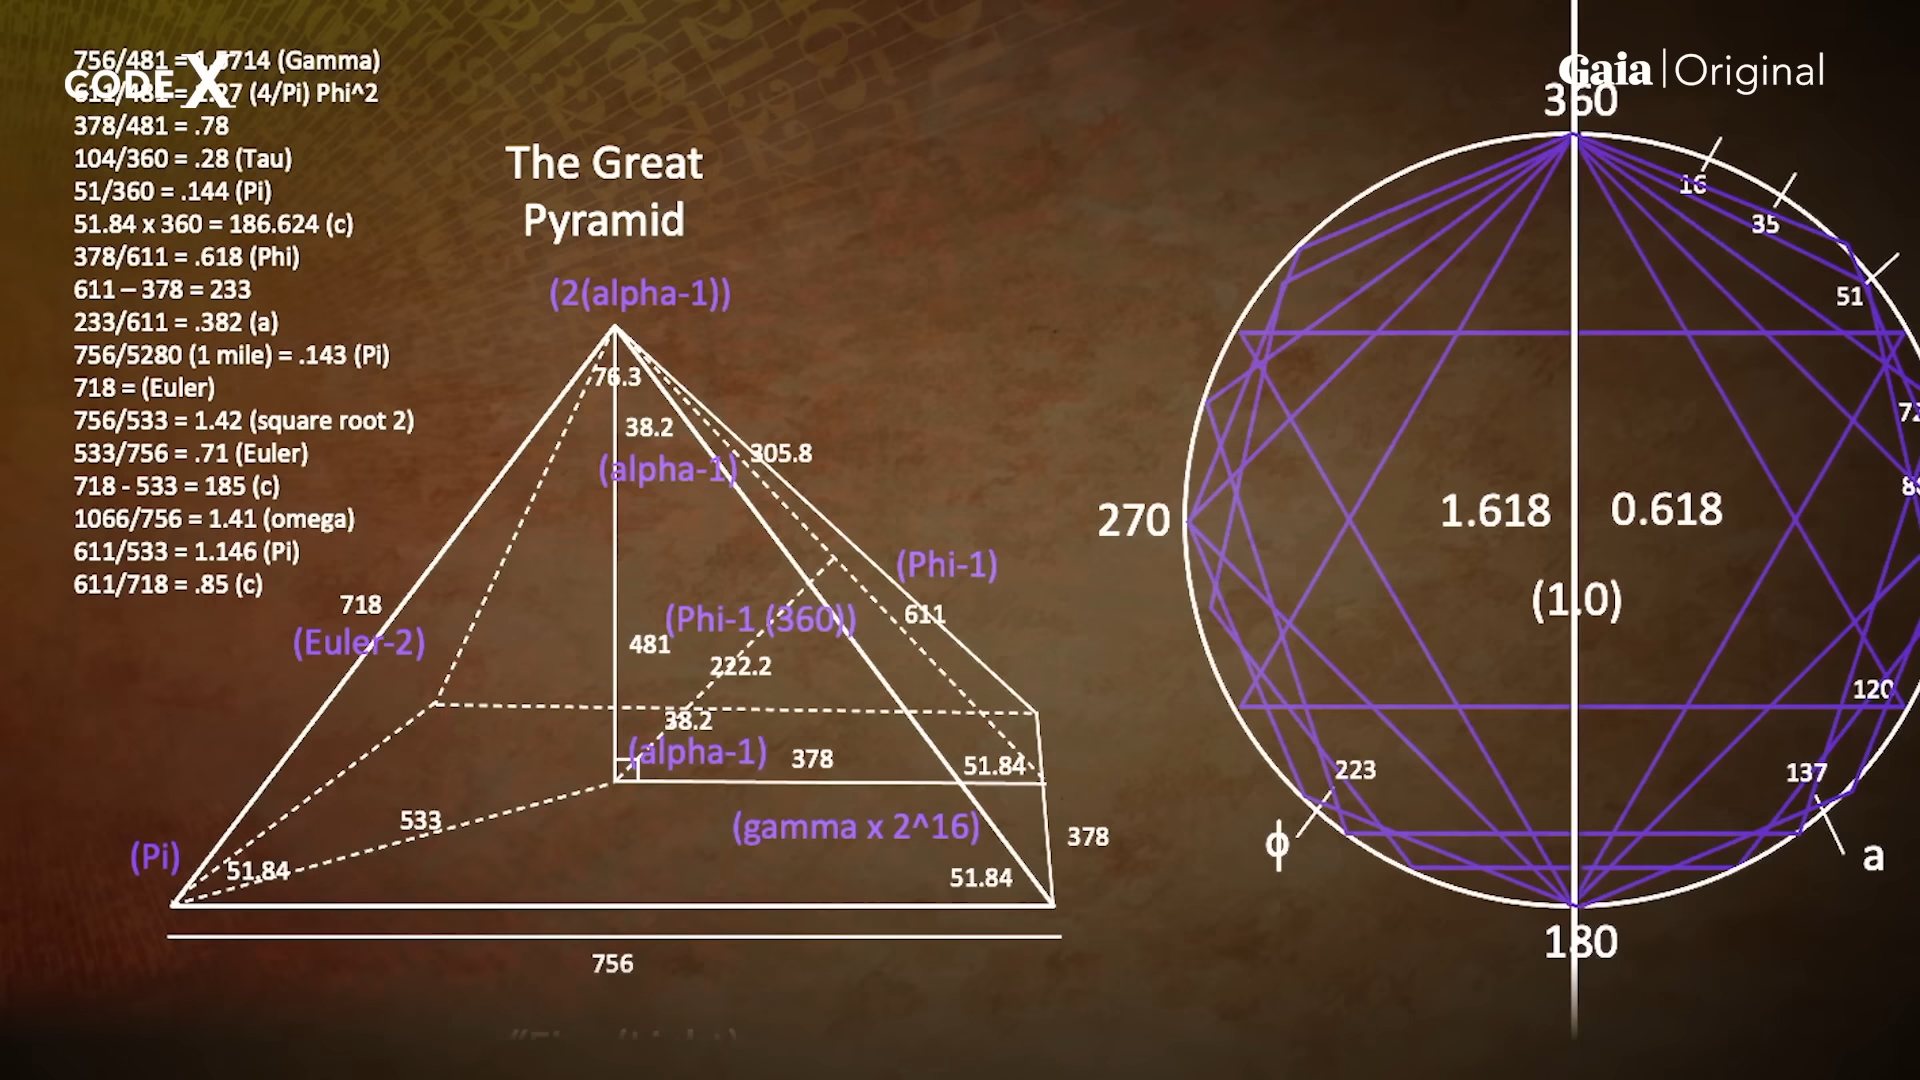 756/481 = 1.5714 (Gamma)
CODE X
611/481 = 1.27 (4/Pi) Phi^2
378/481 = .78
104/360 = .28 (Tau)
51/360 = .144 (Pi)
51.84 x 360 = 186.624 (c)
378/611 = .618 (Phi)
611 – 378 = 233
233/611 = .382 (a)
756/5280 (1 mile) = .143 (Pi)
718 = (Euler)
756/533 = 1.42 (square root 2)
533/756 = .71 (Euler)
718 - 533 = 185 (c)
1066/756 = 1.41 (omega)
611/533 = 1.146 (Pi)
611/718 = .85 (c)
The Great
Pyramid
(2(alpha-1))
76.3
38.2
(alpha-1)
305.8
(Phi-1)
611
(Phi-1 (360))
718
(Euler-2)
481
222.2
38.2
(alpha-1)
378
51.84
533
(gamma x 2^16)
378
(Pi)
51.84
51.84
756
Gaia | Original
360
16
35
51
270
1.618
0.618
(1.0)
120
223
137
ϕ
a
180